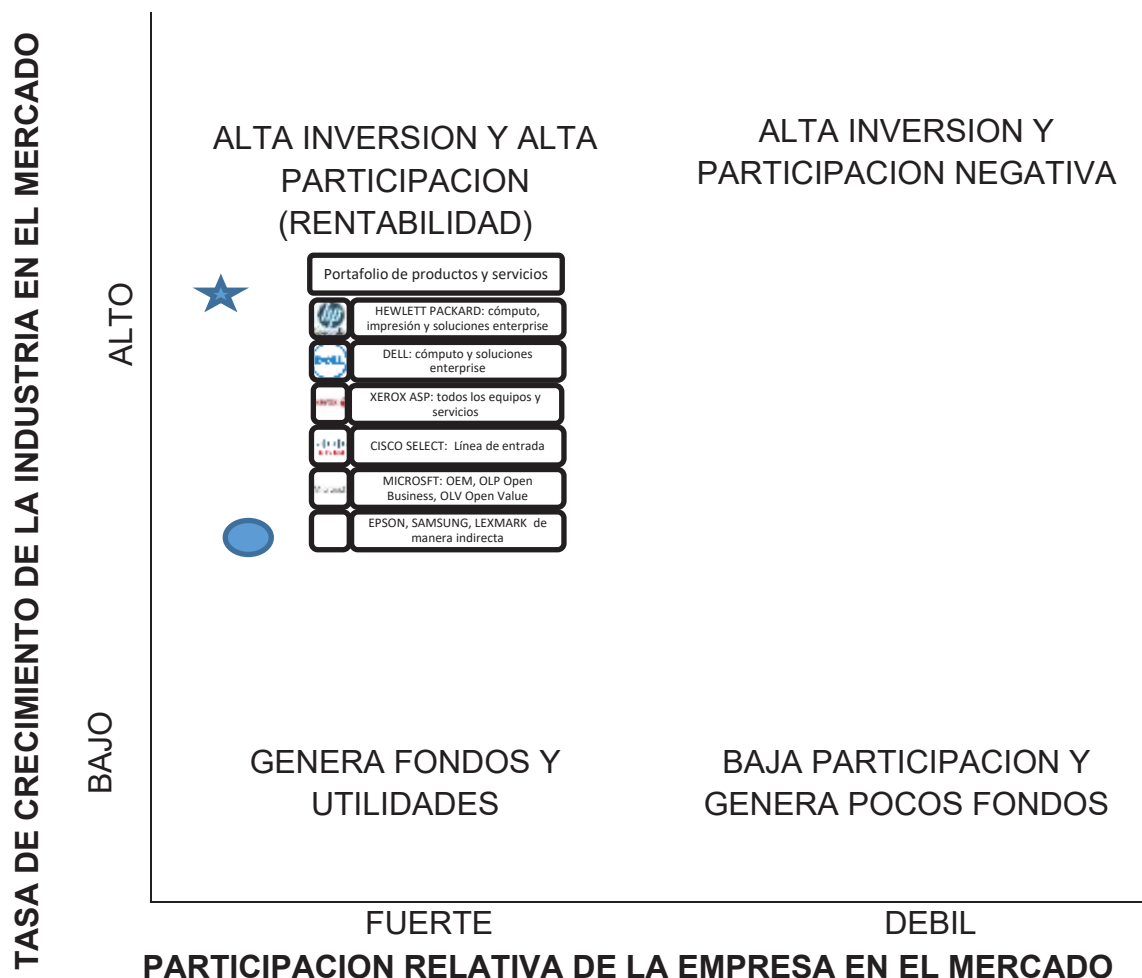 TASA DE CRECIMIENTO DE LA INDUSTRIA EN EL MERCADO
ALTO
BAJO
ALTA INVERSION Y ALTA
PARTICIPACION
(RENTABILIDAD)
ALTA INVERSION Y
PARTICIPACION NEGATIVA
Portafolio de productos y servicios
hp
HEWLETT PACKARD: cómputo,
impresión y soluciones enterprise
DELL
DELL: cómputo y soluciones
enterprise
xerox
XEROX ASP: todos los equipos y
servicios
CISCO SELECT: Línea de entrada
Microsoft
MICROSFT: OEM, OLP Open
Business, OLV Open Value
EPSON, SAMSUNG, LEXMARK de
manera indirecta
GENERA FONDOS Y
UTILIDADES
BAJA PARTICIPACION Y
GENERA POCOS FONDOS
FUERTE
DEBIL
PARTICIPACION RELATIVA DE LA EMPRESA EN EL MERCADO